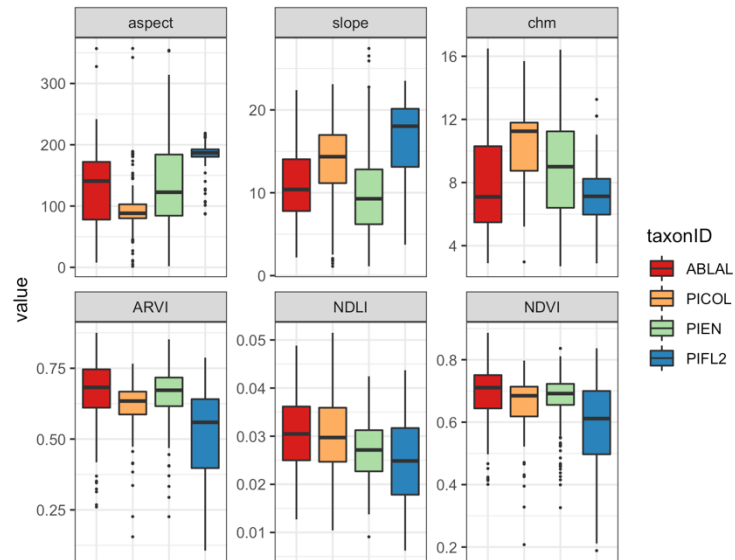 aspect slope chm
300
200
100
0
20
10
0
16
12
8
4
value
ARVI NDLI NDVI
0.75
0.50
0.25
0.05
0.04
0.03
0.02
0.01
0.8
0.6
0.4
0.2
taxonID
ABLAL
PICOL
PIEN
PIFL2